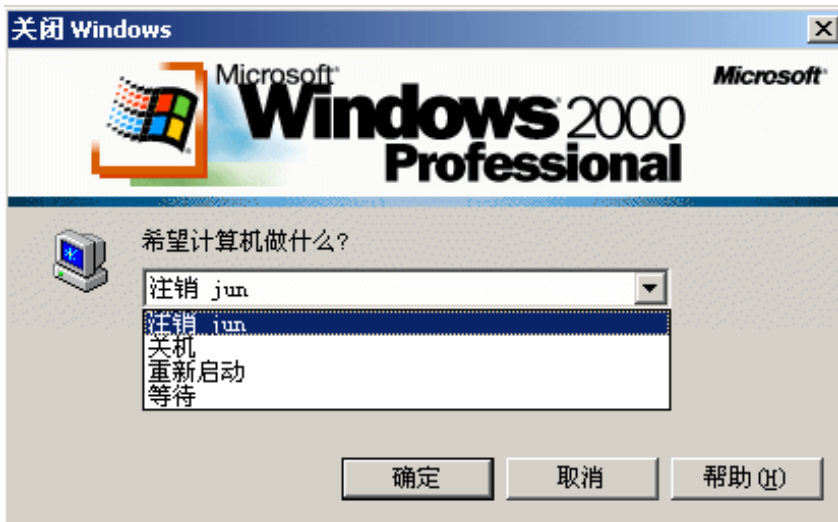 关闭 Windows
Microsoft
Microsoft
Windows 2000
Professional
希望计算机做什么?
注销 jun
注销 jun
关机
重新启动
等待
确定 取消 帮助(H)